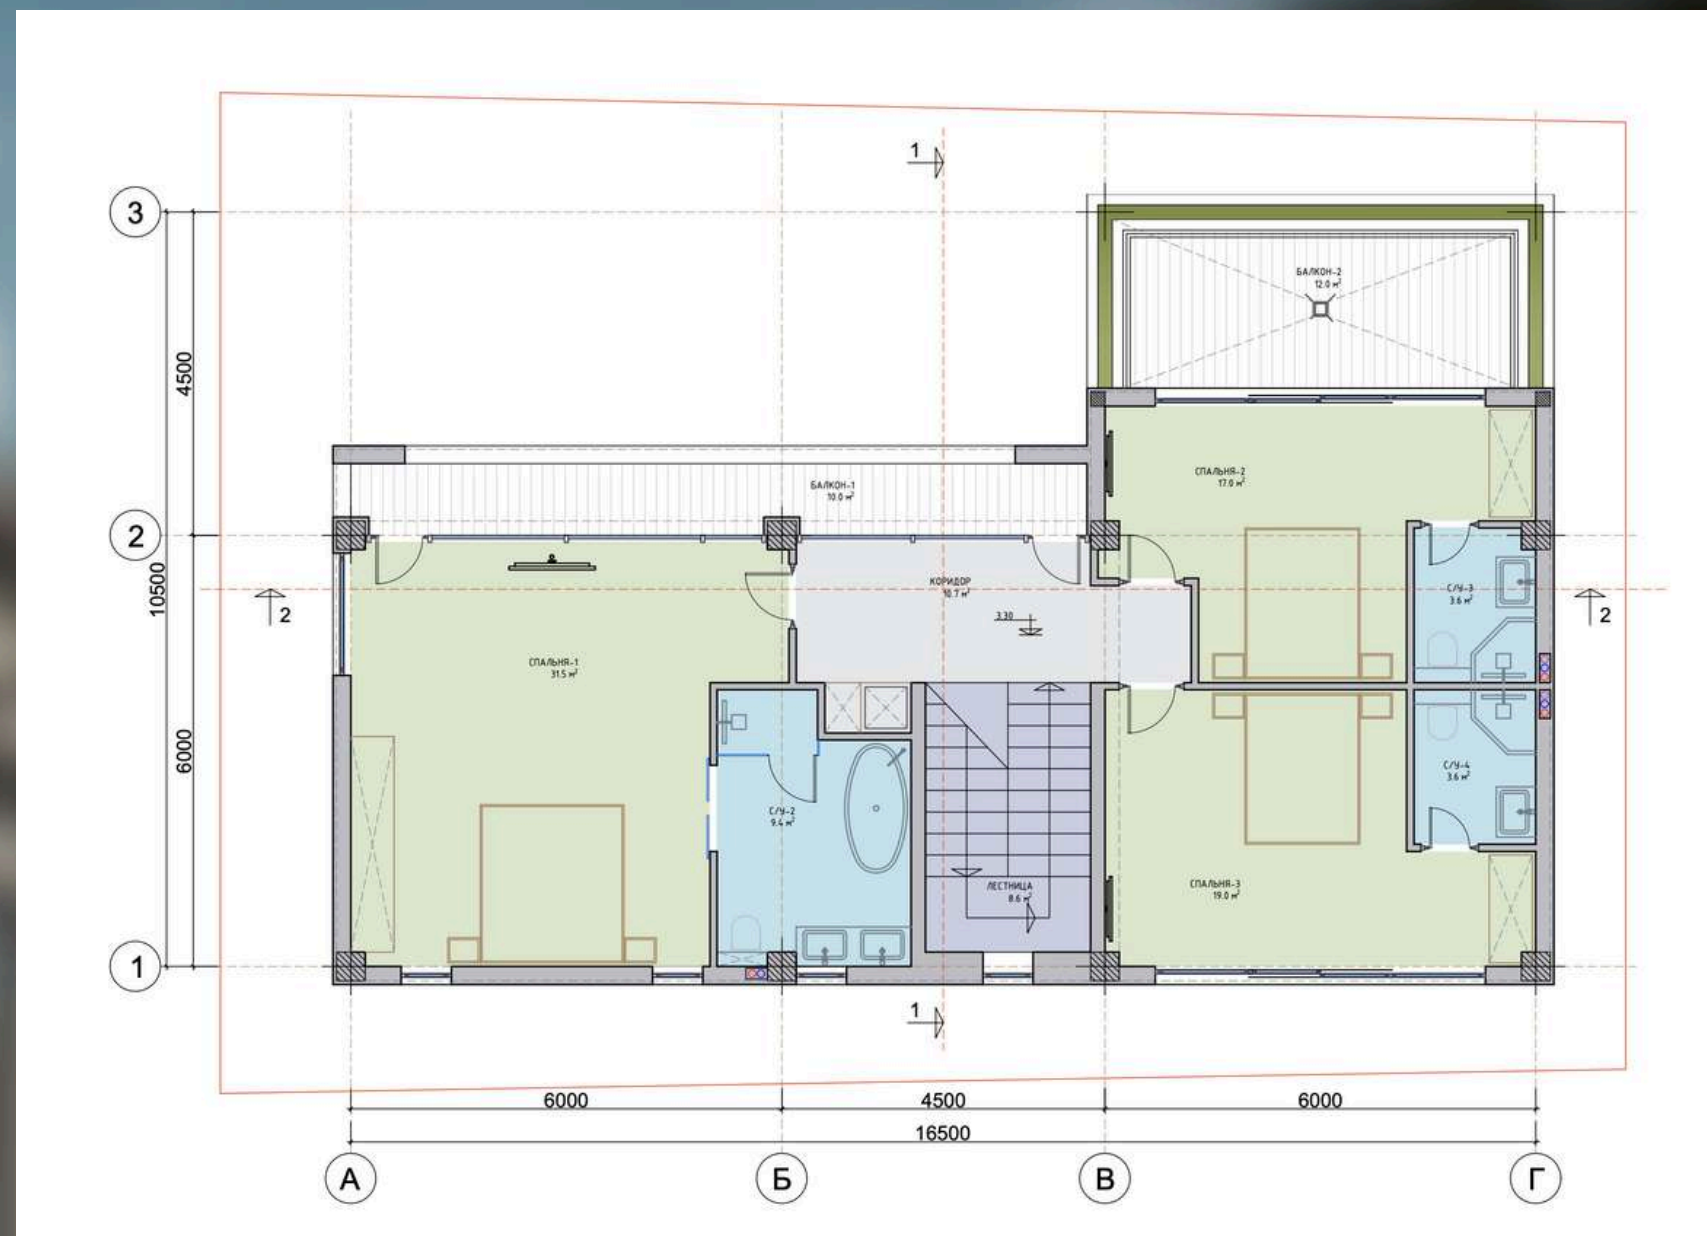 1
3
БАЛКОН-2
12.0 м²
4500
СПАЛЬНЯ-2
17.0 м²
БАЛКОН-1
10.0 м²
2
10500
КОРИДОР
10.7 м²
С/У-3
3.6 м²
2
2
3.30
СПАЛЬНЯ-1
31.5 м²
6000
С/У-4
3.6 м²
С/У-2
9.4 м²
ЛЕСТНИЦА
8.6 м²
СПАЛЬНЯ-3
19.0 м²
1
1
6000
4500
6000
16500
А
Б
В
Г